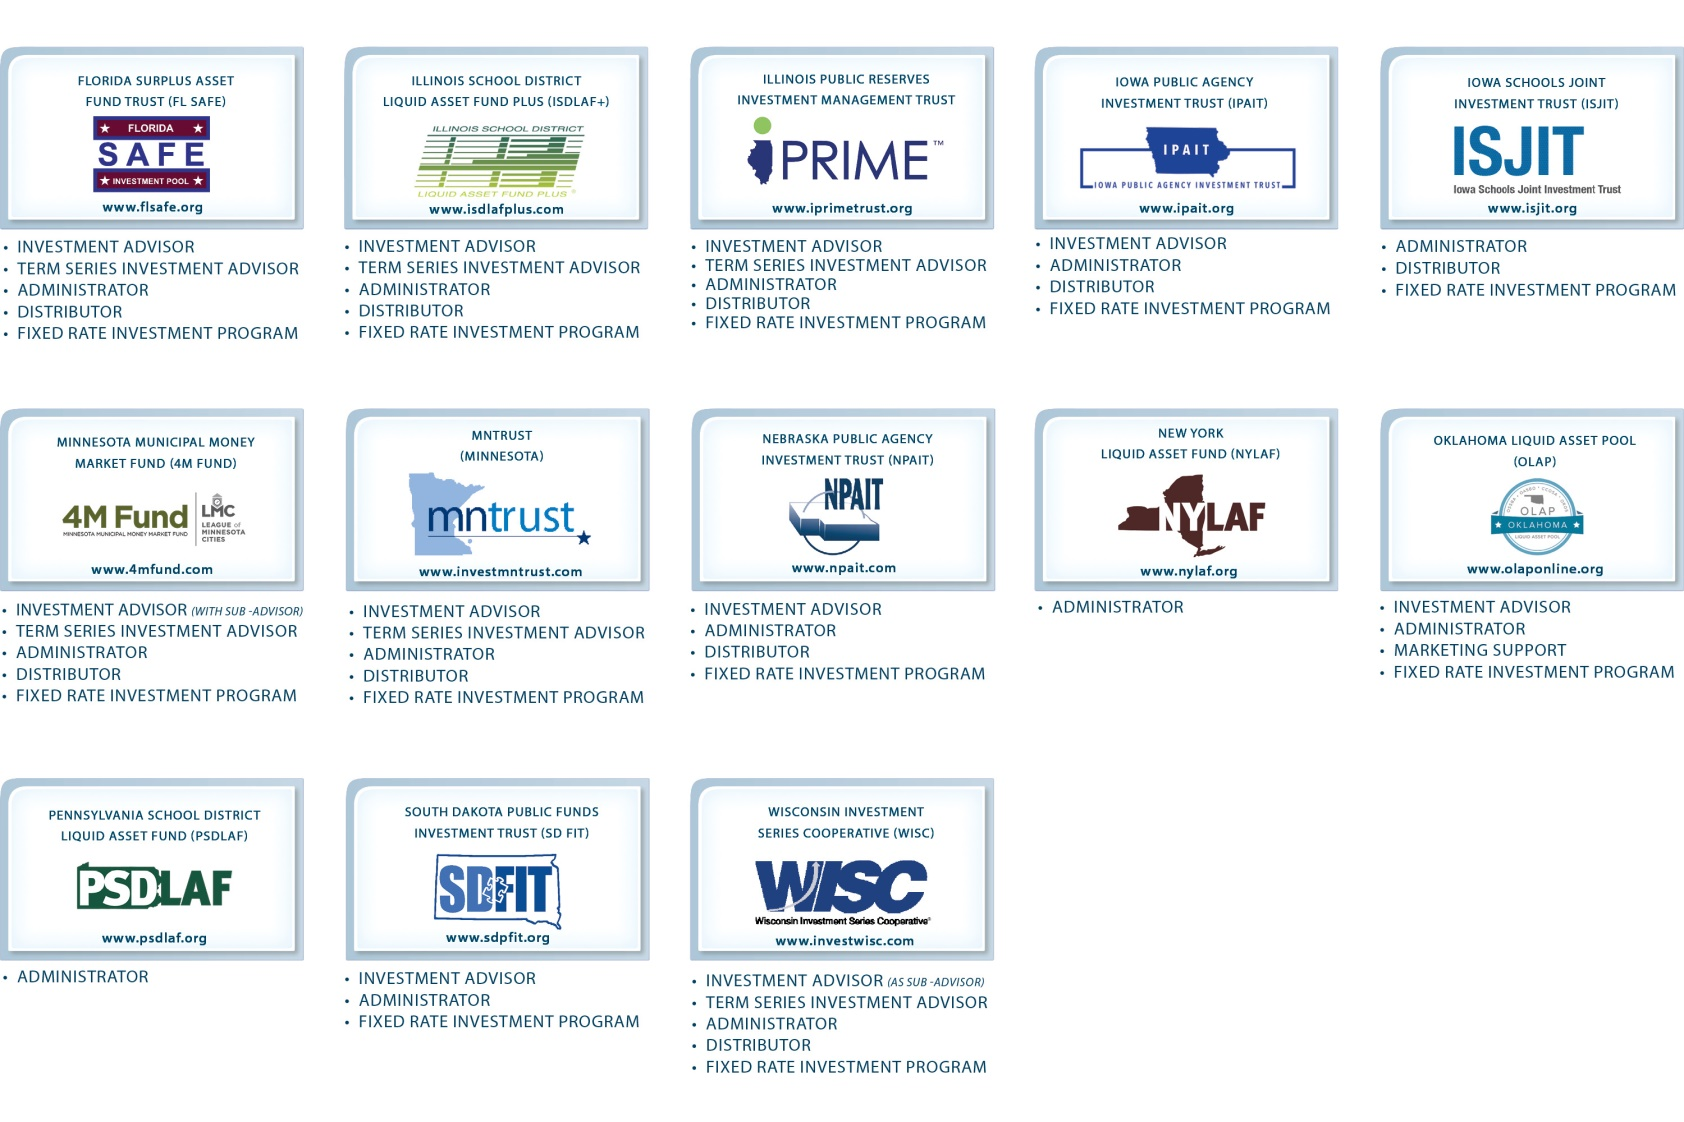 FLORIDA SURPLUS ASSET
FUND TRUST (FL SAFE)
FLORIDA
SAFE
INVESTMENT POOL
www.flsafe.org
• INVESTMENT ADVISOR
• TERM SERIES INVESTMENT ADVISOR
• ADMINISTRATOR
• DISTRIBUTOR
• FIXED RATE INVESTMENT PROGRAM
ILLINOIS SCHOOL DISTRICT
LIQUID ASSET FUND PLUS (ISDLAF+)
ILLINOIS SCHOOL DISTRICT
LIQUID ASSET FUND PLUS®
www.isdlafplus.com
• INVESTMENT ADVISOR
• TERM SERIES INVESTMENT ADVISOR
• ADMINISTRATOR
• DISTRIBUTOR
• FIXED RATE INVESTMENT PROGRAM
ILLINOIS PUBLIC RESERVES
INVESTMENT MANAGEMENT TRUST
iPRIME™
www.iprimetrust.org
• INVESTMENT ADVISOR
• TERM SERIES INVESTMENT ADVISOR
• ADMINISTRATOR
• DISTRIBUTOR
• FIXED RATE INVESTMENT PROGRAM
IOWA PUBLIC AGENCY
INVESTMENT TRUST (IPAIT)
IPAIT
IOWA PUBLIC AGENCY INVESTMENT TRUST
www.ipait.org
• INVESTMENT ADVISOR
• ADMINISTRATOR
• DISTRIBUTOR
• FIXED RATE INVESTMENT PROGRAM
IOWA SCHOOLS JOINT
INVESTMENT TRUST (ISJIT)
ISJIT
Iowa Schools Joint Investment Trust
www.isjit.org
• ADMINISTRATOR
• DISTRIBUTOR
• FIXED RATE INVESTMENT PROGRAM
MINNESOTA MUNICIPAL MONEY
MARKET FUND (4M FUND)
4M Fund
MINNESOTA MUNICIPAL MONEY MARKET FUND
LMC
LEAGUE of
MINNESOTA
CITIES
www.4mfund.com
• INVESTMENT ADVISOR (WITH SUB -ADVISOR)
• TERM SERIES INVESTMENT ADVISOR
• ADMINISTRATOR
• DISTRIBUTOR
• FIXED RATE INVESTMENT PROGRAM
MNTRUST
(MINNESOTA)
mntrust
www.investmntrust.com
• INVESTMENT ADVISOR
• TERM SERIES INVESTMENT ADVISOR
• ADMINISTRATOR
• DISTRIBUTOR
• FIXED RATE INVESTMENT PROGRAM
NEBRASKA PUBLIC AGENCY
INVESTMENT TRUST (NPAIT)
NPAIT
www.npait.com
• INVESTMENT ADVISOR
• ADMINISTRATOR
• DISTRIBUTOR
• FIXED RATE INVESTMENT PROGRAM
NEW YORK
LIQUID ASSET FUND (NYLAF)
NYLAF
www.nylaf.org
• ADMINISTRATOR
OKLAHOMA LIQUID ASSET POOL
(OLAP)
OLAP
OKLAHOMA
LIQUID ASSET POOL
www.olaponline.org
• INVESTMENT ADVISOR
• ADMINISTRATOR
• MARKETING SUPPORT
• FIXED RATE INVESTMENT PROGRAM
PENNSYLVANIA SCHOOL DISTRICT
LIQUID ASSET FUND (PSDLAF)
PSDLAF
www.psdlaf.org
• ADMINISTRATOR
SOUTH DAKOTA PUBLIC FUNDS
INVESTMENT TRUST (SD FIT)
SDFIT
www.sdpfit.org
• INVESTMENT ADVISOR
• ADMINISTRATOR
• FIXED RATE INVESTMENT PROGRAM
WISCONSIN INVESTMENT
SERIES COOPERATIVE (WISC)
WISC
Wisconsin Investment Series Cooperative®
www.investwisc.com
• INVESTMENT ADVISOR (AS SUB -ADVISOR)
• TERM SERIES INVESTMENT ADVISOR
• ADMINISTRATOR
• DISTRIBUTOR
• FIXED RATE INVESTMENT PROGRAM